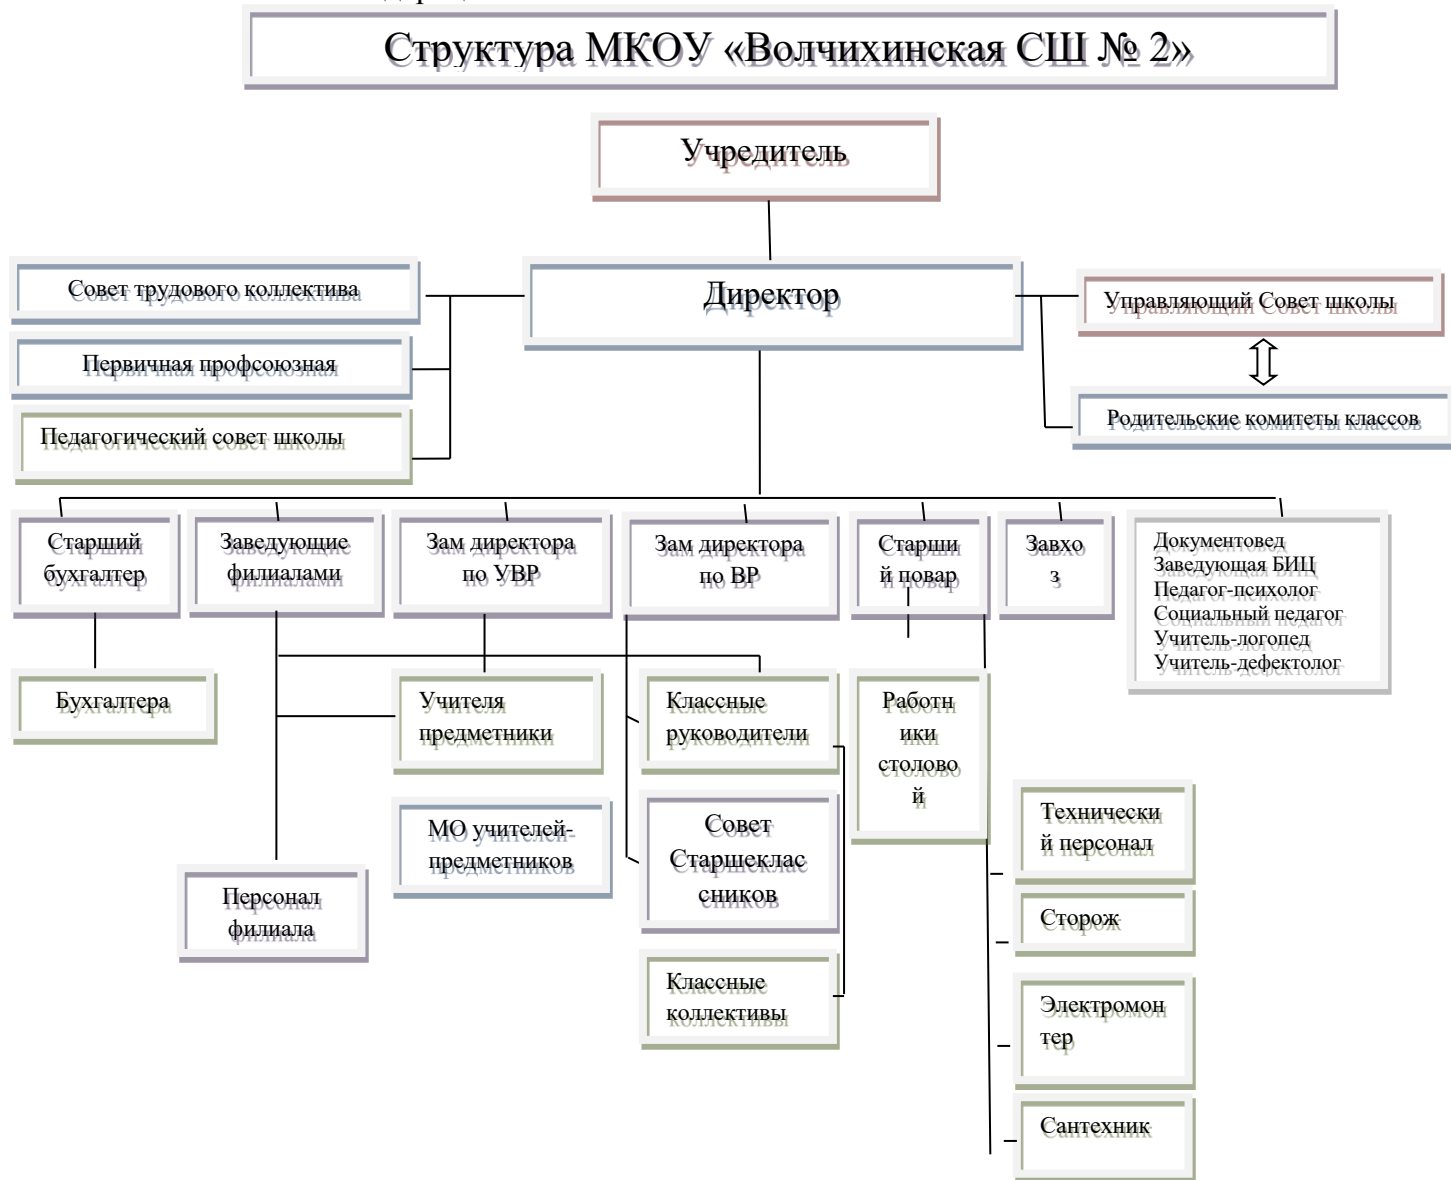 Структура МКОУ «Волчихинская СШ № 2»
Учредитель
Совет трудового коллектива
Директор
Управляющий Совет школы
Первичная профсоюзная
Педагогический совет школы
Родительские комитеты классов
Старший
бухгалтер
Заведующие
филиалами
Зам директора
по УВР
Зам директора
по ВР
Старши
й повар
Завхо
з
Документовед
Заведующая БИЦ
Педагог-психолог
Социальный педагог
Учитель-логопед
Учитель-дефектолог
Бухгалтера
Учителя
предметники
Классные
руководители
Работн
ики
столово
й
МО учителей-
предметников
Совет
Старшеклас
сников
Технически
й персонал
Персонал
филиала
Сторож
Классные
коллективы
Электромон
тер
Сантехник